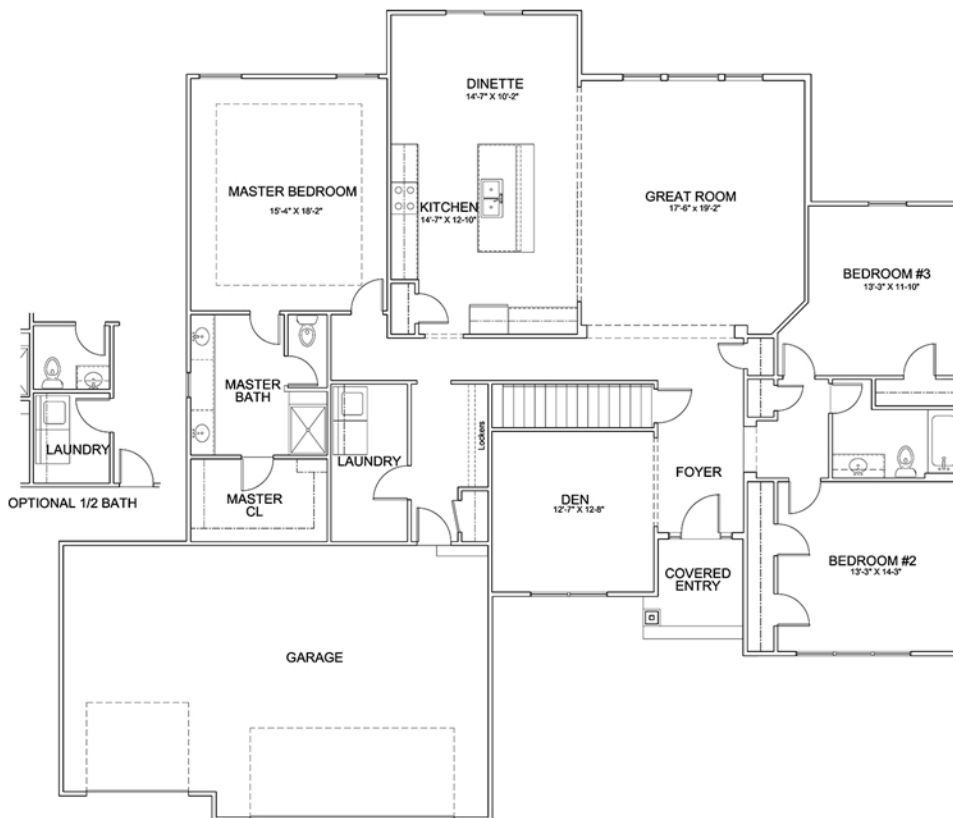 DINETTE
14'-7" X 10'-2"
MASTER BEDROOM
15'-4" X 18'-2"
KITCHEN
14'-7" X 12'-10"
GREAT ROOM
17'-6" x 19'-2"
BEDROOM #3
13'-3" X 11-10"
MASTER
BATH
LAUNDRY
OPTIONAL 1/2 BATH
LAUNDRY
Lockers
MASTER
CL
FOYER
DEN
12'-7" X 12'-8"
COVERED
ENTRY
BEDROOM #2
13'-3" X 14'-3"
GARAGE